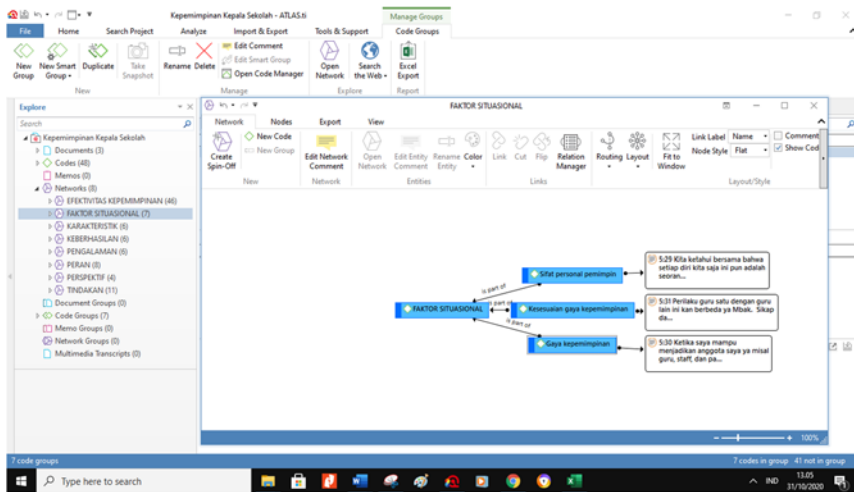 Kepemimpinan Kepala Sekolah - ATLAS.ti
Manage Groups
File Home Search Project Analyze Import & Export Tools & Support Code Groups
New Group
New Smart Group
Duplicate
Take Snapshot
Rename Delete
Edit Comment
Edit Smart Group
Open Code Manager
Open Network
Search the Web
Excel Export
New Manage Explore Report
Explore
Search
Kepemimpinan Kepala Sekolah
Documents (3)
Codes (48)
Memos (0)
Networks (8)
EFEKTIVITAS KEPEMIMPINAN (46)
FAKTOR SITUASIONAL (7)
KARAKTERISTIK (6)
KEBERHASILAN (6)
PENGALAMAN (6)
PERAN (8)
PERSPEKTIF (4)
TINDAKAN (11)
Document Groups (0)
Code Groups (7)
Memo Groups (0)
Network Groups (0)
Multimedia Transcripts (0)
FAKTOR SITUASIONAL
Network Nodes Export View
Create Spin-Off
New Code
New Group
Edit Network Comment
Open Network
Edit Entity Comment
Rename Entity
Color
Link Cut Flip
Relation Manager
Routing Layout
Fit to Window
Link Label Name
Node Style Flat
Comment
Show Cod
New Network Entities Links Layout/Style
Sifat personal pemimpin
5:29 Kita ketahui bersama bahwa
setiap diri kita saja ini pun adalah
seoran...
is part of
FAKTOR SITUASIONAL
is part of
Kesesuaian gaya kepemimpinan
5:31 Perilaku guru satu dengan guru
lain ini kan berbeda ya Mbak. Sikap
da...
is part of
Gaya kepemimpinan
5:30 Ketika saya mampu
menjadikan anggota saya ya misal
guru, staff, dan pa...
100%
7 code groups
7 codes in group 41 not in group
Type here to search
IND
13.05
31/10/2020